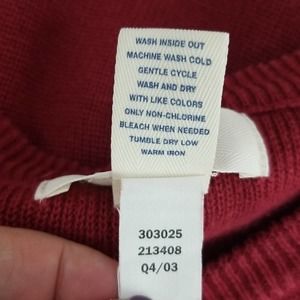 WASH INSIDE OUT
MACHINE WASH COLD
GENTLE CYCLE
WASH AND DRY
WITH LIKE COLORS
ONLY NON-CHLORINE
BLEACH WHEN NEEDED
TUMBLE DRY LOW
WARM IRON
303025
213408
Q4/03